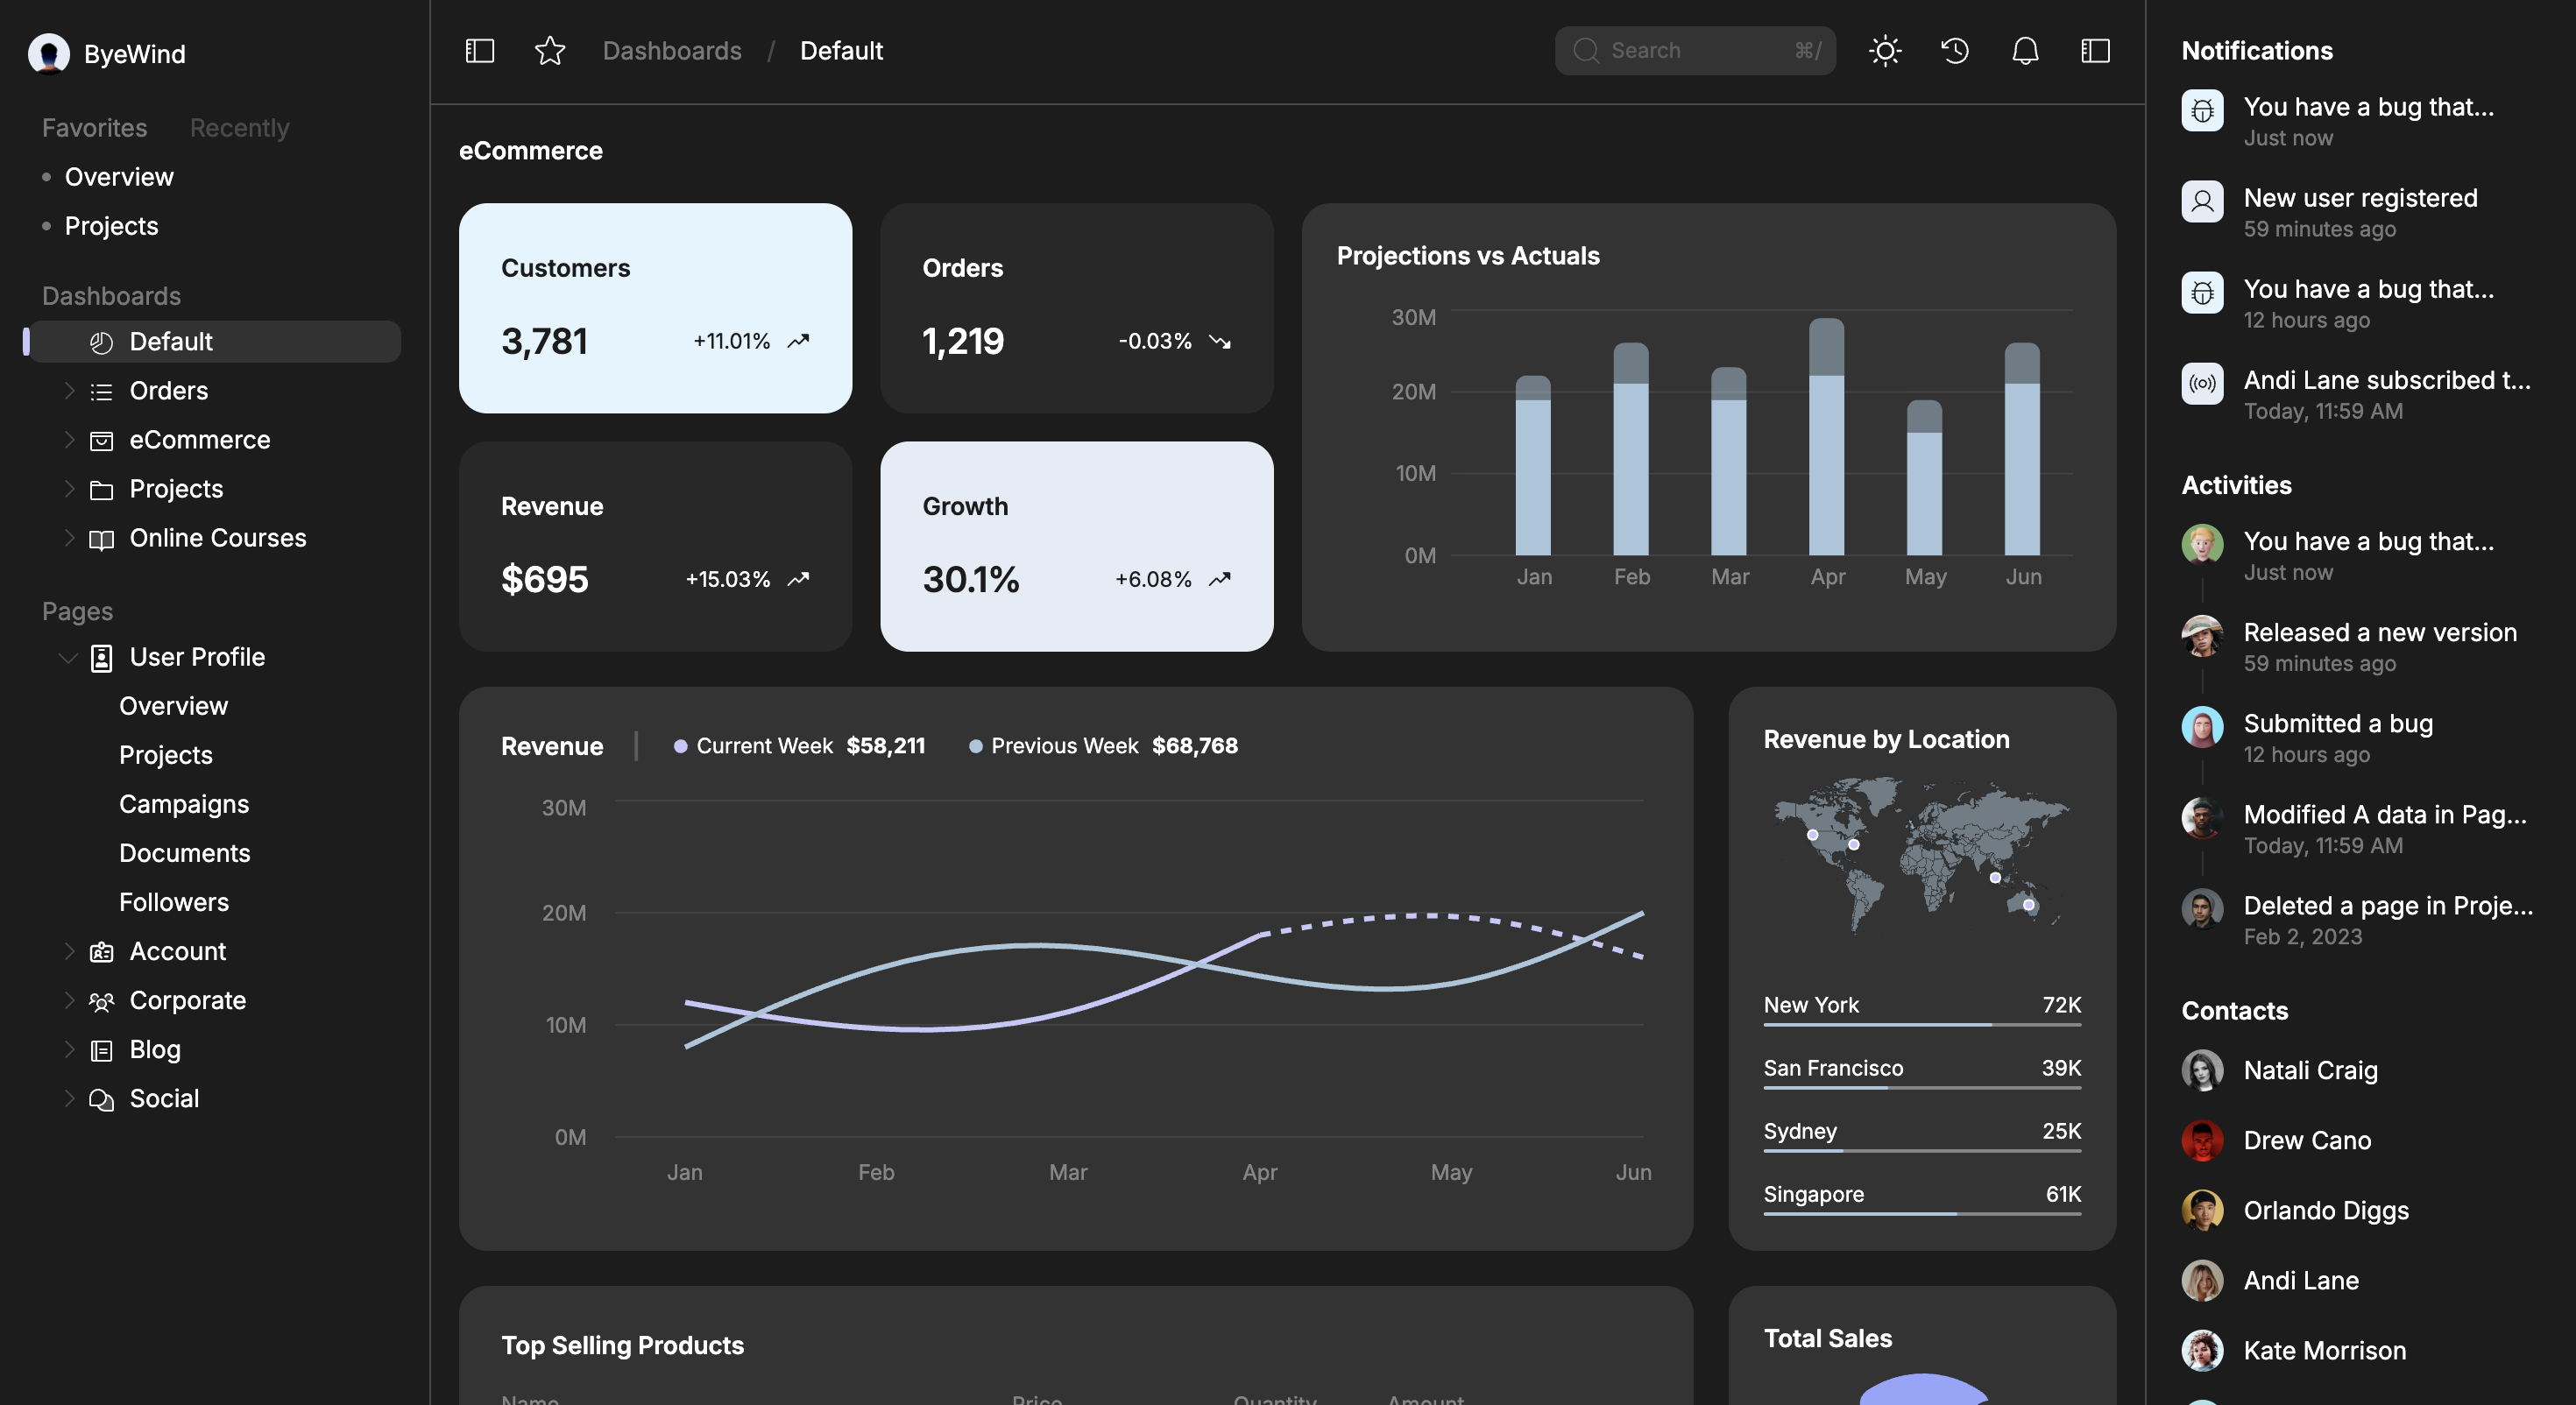 ByeWind
Favorites Recently
Overview
Projects
Dashboards
Default
Orders
eCommerce
Projects
Online Courses
Pages
User Profile
Overview
Projects
Campaigns
Documents
Followers
Account
Corporate
Blog
Social
Dashboards / Default
Search ⌘/
eCommerce
Customers
3,781 +11.01%
Orders
1,219 -0.03%
Revenue
$695 +15.03%
Growth
30.1% +6.08%
Projections vs Actuals
30M
20M
10M
0M
Jan Feb Mar Apr May Jun
Revenue Current Week $58,211 Previous Week $68,768
30M
20M
10M
0M
Jan Feb Mar Apr May Jun
Revenue by Location
New York 72K
San Francisco 39K
Sydney 25K
Singapore 61K
Top Selling Products
Name Price Quantity Amount
Total Sales
Notifications
You have a bug that...
Just now
New user registered
59 minutes ago
You have a bug that...
12 hours ago
Andi Lane subscribed t...
Today, 11:59 AM
Activities
You have a bug that...
Just now
Released a new version
59 minutes ago
Submitted a bug
12 hours ago
Modified A data in Pag...
Today, 11:59 AM
Deleted a page in Proje...
Feb 2, 2023
Contacts
Natali Craig
Drew Cano
Orlando Diggs
Andi Lane
Kate Morrison